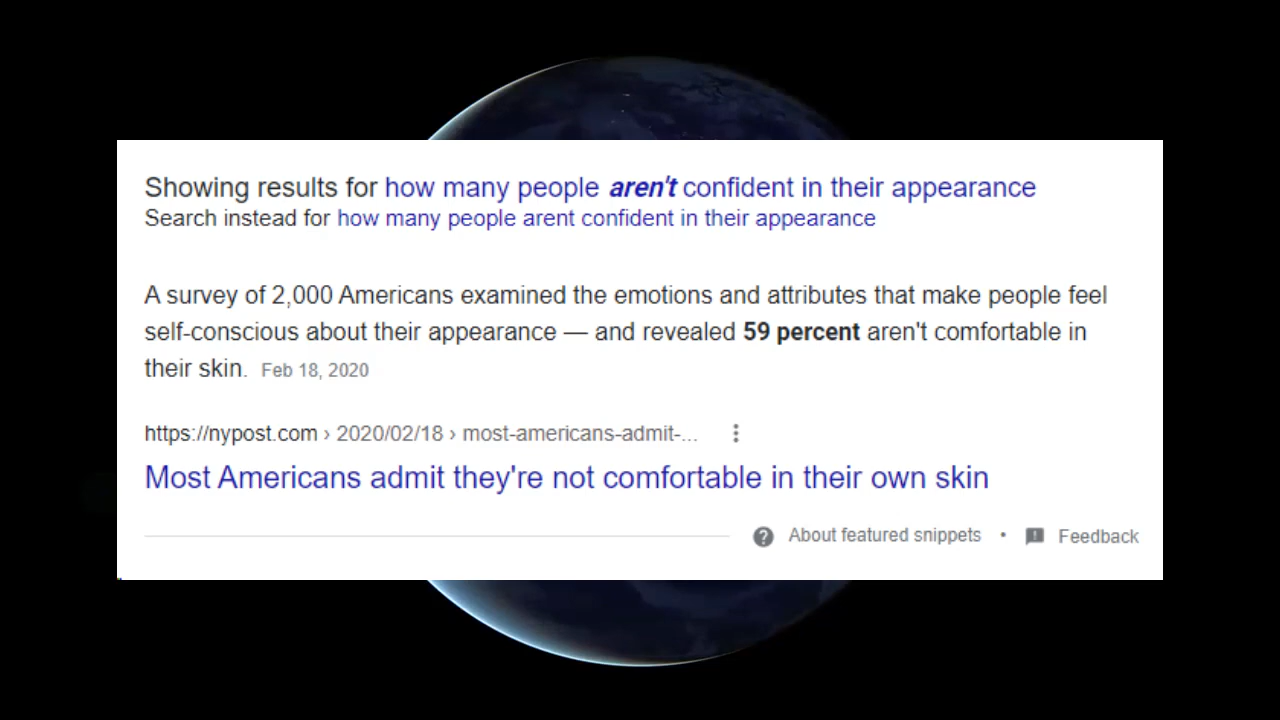 Showing results for how many people aren't confident in their appearance
Search instead for how many people arent confident in their appearance
A survey of 2,000 Americans examined the emotions and attributes that make people feel
self-conscious about their appearance — and revealed 59 percent aren't comfortable in
their skin. Feb 18, 2020
https://nypost.com › 2020/02/18 › most-americans-admit-...
Most Americans admit they're not comfortable in their own skin
About featured snippets • Feedback